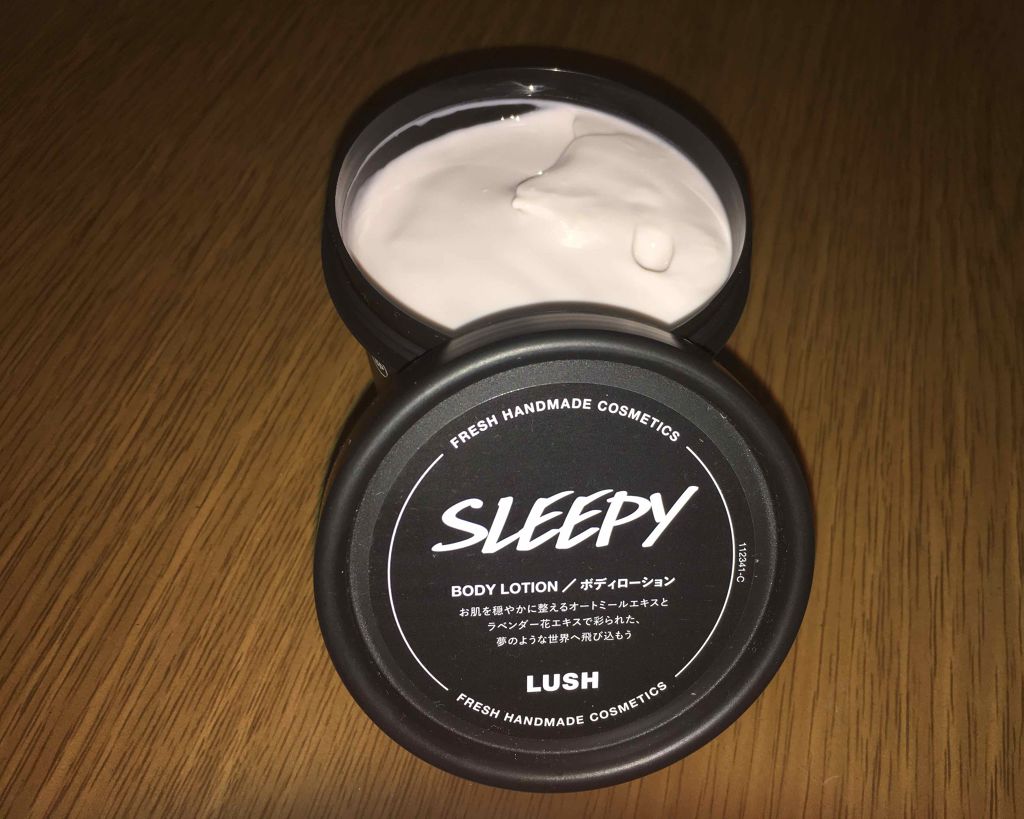 FRESH HANDMADE COSMETICS
SLEEPY
BODY LOTION／ボディローション
お肌を穏やかに整えるオートミールエキスと
ラベンダー花エキスで彩られた、
夢のような世界へ飛び込もう
LUSH
FRESH HANDMADE COSMETICS
112341-C